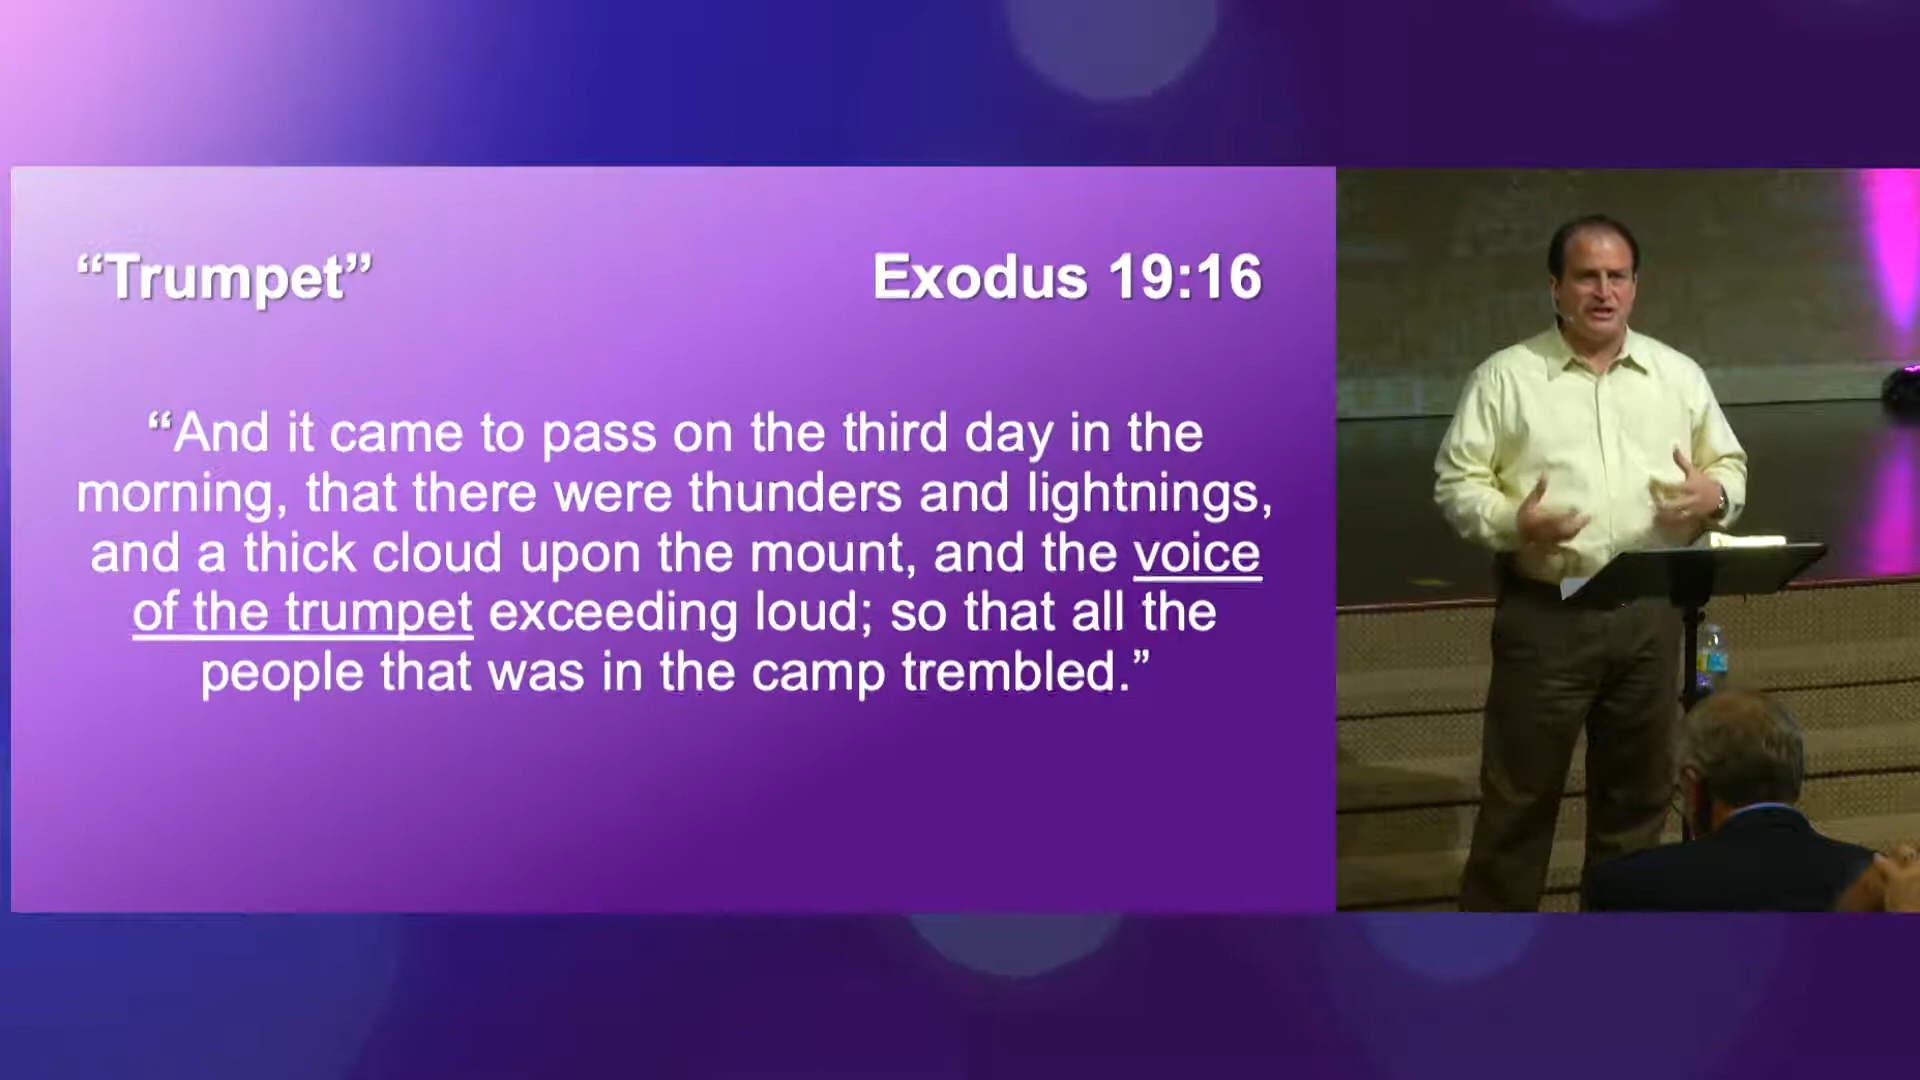 “Trumpet” Exodus 19:16
“And it came to pass on the third day in the
morning, that there were thunders and lightnings,
and a thick cloud upon the mount, and the voice
of the trumpet exceeding loud; so that all the
people that was in the camp trembled.”